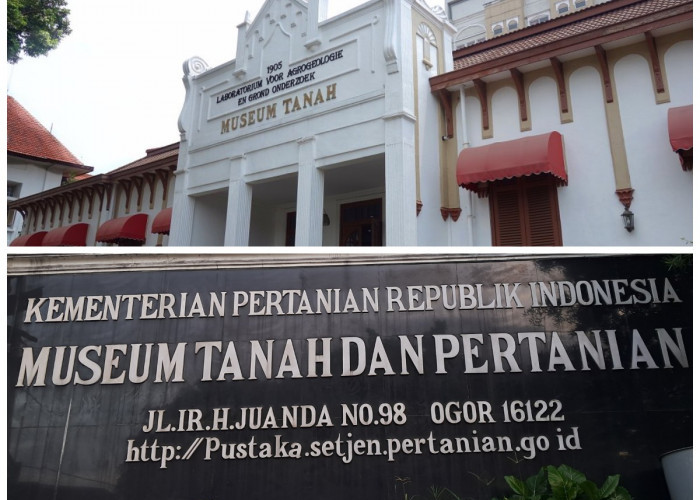 1905
LABORATORIUM VOOR AGROGEOLOGIE
EN GROND ONDERZOEK
MUSEUM TANAH
KEMENTERIAN PERTANIAN REPUBLIK INDONESIA
MUSEUM TANAH DAN PERTANIAN
JL.IR.H.JUANDA NO.98 OGOR 16122
http://Pustaka.setjen.pertanian.go id